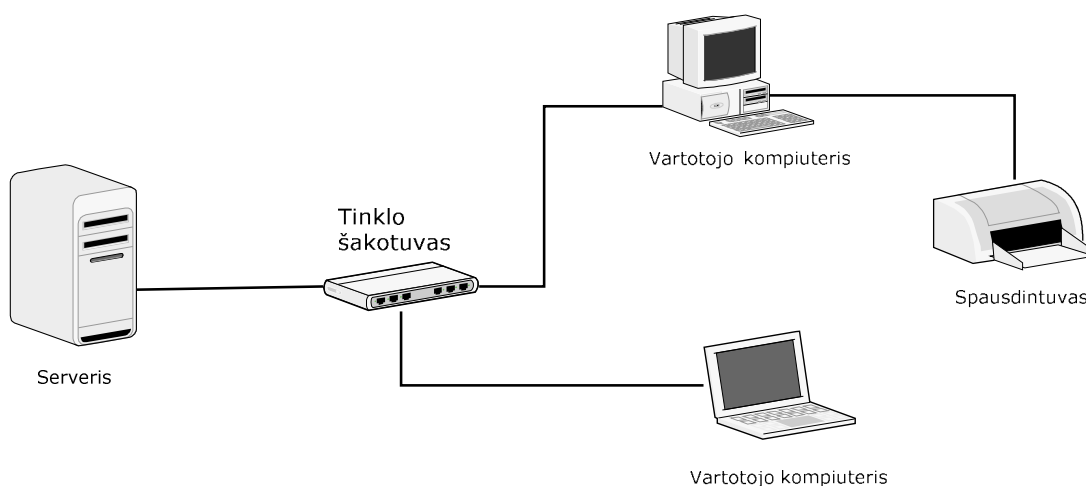 Vartotojo kompiuteris
Tinklo
šakotuvas
Spausdintuvas
Serveris
Vartotojo kompiuteris